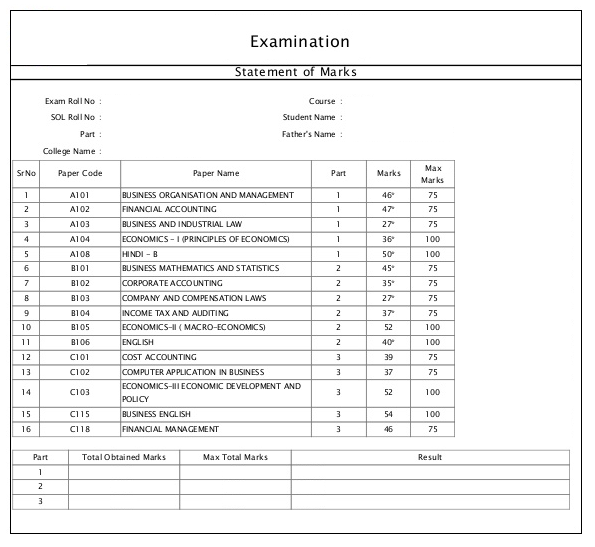 Examination
Statement of Marks
Exam Roll No : Course :
SOL Roll No : Student Name :
Part : Father's Name :
College Name :
SrNo Paper Code Paper Name Part Marks Max Marks
1 A101 BUSINESS ORGANISATION AND MANAGEMENT 1 46* 75
2 A102 FINANCIAL ACCOUNTING 1 47* 75
3 A103 BUSINESS AND INDUSTRIAL LAW 1 27* 75
4 A104 ECONOMICS - I (PRINCIPLES OF ECONOMICS) 1 36* 100
5 A108 HINDI - B 1 50* 100
6 B101 BUSINESS MATHEMATICS AND STATISTICS 2 45* 75
7 B102 CORPORATE ACCOUNTING 2 35* 75
8 B103 COMPANY AND COMPENSATION LAWS 2 27* 75
9 B104 INCOME TAX AND AUDITING 2 37* 75
10 B105 ECONOMICS-II ( MACRO-ECONOMICS) 2 52 100
11 B106 ENGLISH 2 40* 100
12 C101 COST ACCOUNTING 3 39 75
13 C102 COMPUTER APPLICATION IN BUSINESS 3 37 75
14 C103 ECONOMICS-III ECONOMIC DEVELOPMENT AND POLICY 3 52 100
15 C115 BUSINESS ENGLISH 3 54 100
16 C118 FINANCIAL MANAGEMENT 3 46 75
Part Total Obtained Marks Max Total Marks Result
1
2
3